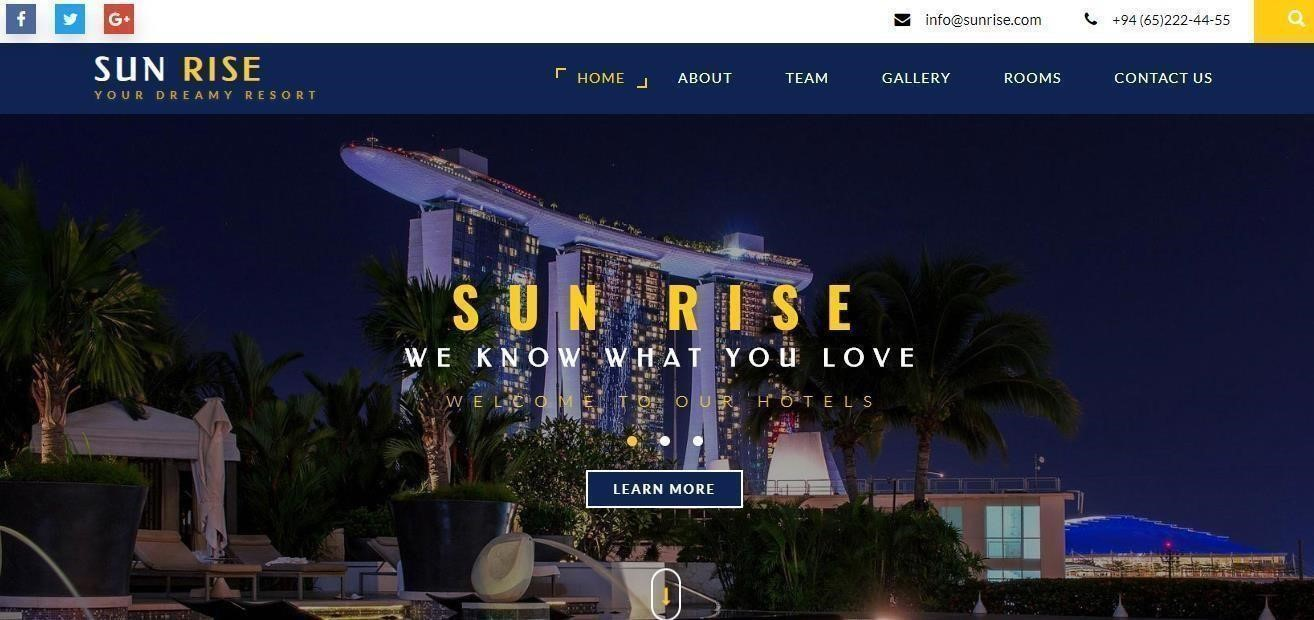 info@sunrise.com
+94 (65)222-44-55
SUN RISE
YOUR DREAMY RESORT
HOME
ABOUT
TEAM
GALLERY
ROOMS
CONTACT US
SUN RISE
WE KNOW WHAT YOU LOVE
WELCOME TO OUR HOTELS
LEARN MORE